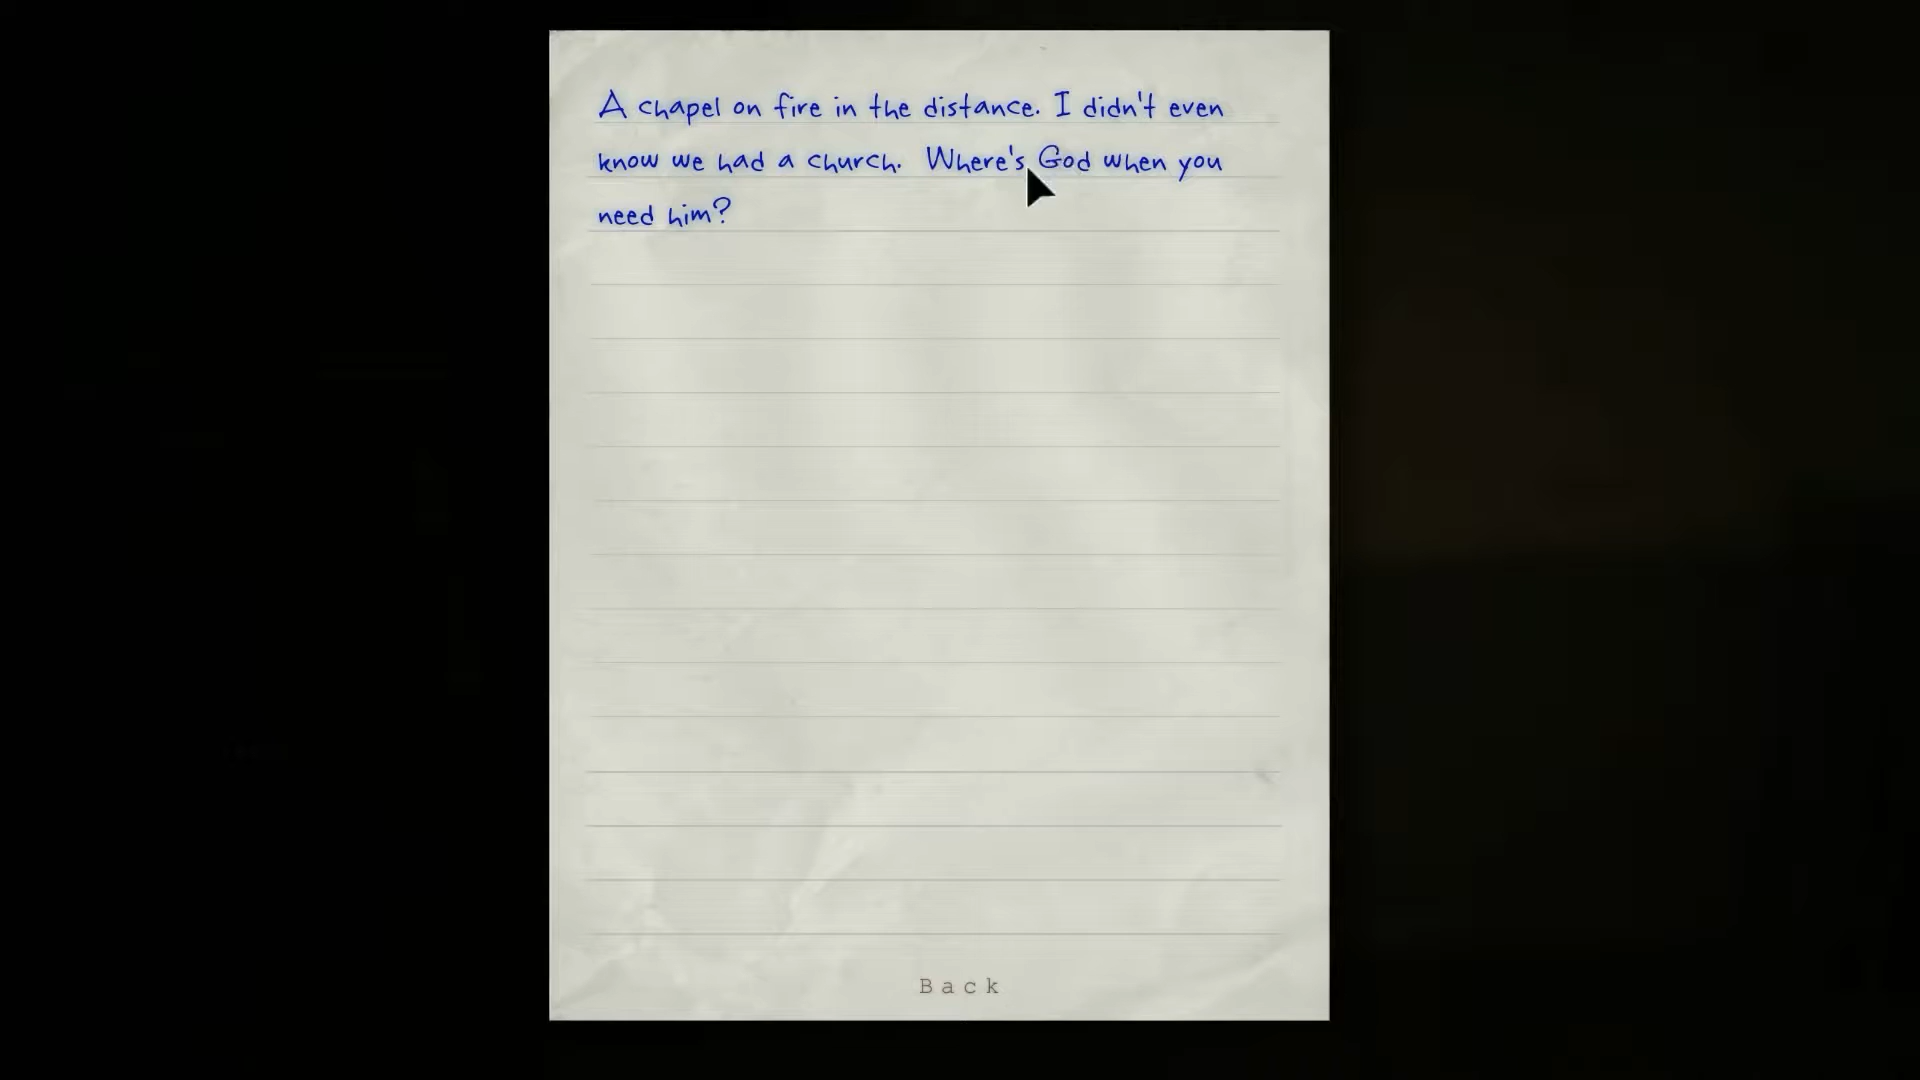 A chapel on fire in the distance. I didn't even
know we had a church. Where's God when you
need him?
Back